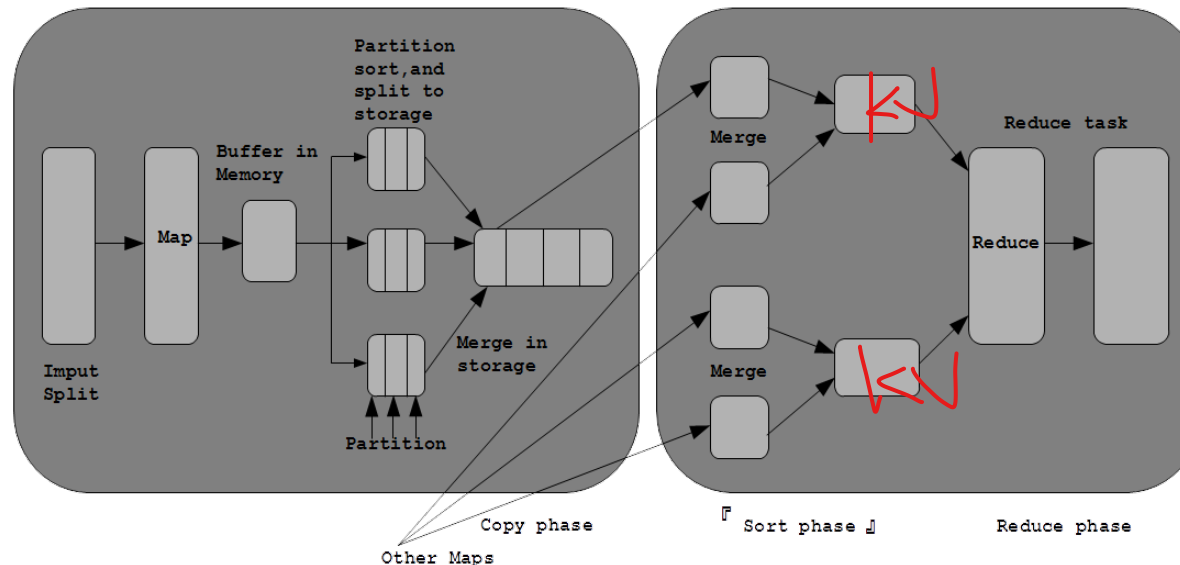 Partition
sort,and
split to
storage
Buffer in
Memory
Map
Imput
Split
Merge in
storage
Partition
Merge
Merge
KV
KV
Reduce task
Reduce
Copy phase
『 Sort phase 』
Reduce phase
Other Maps